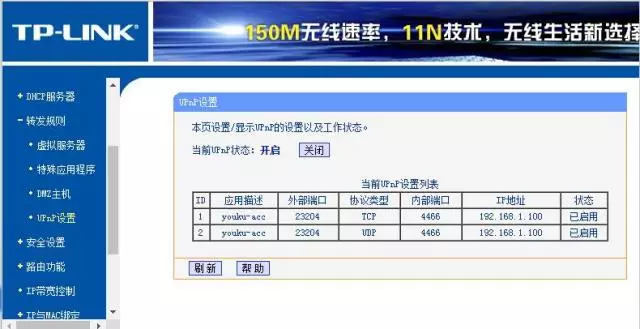 TP-LINK
150M无线速率，11N技术，无线生活新选择
+ DHCP服务器
- 转发规则
虚拟服务器
特殊应用程序
DMZ主机
UPnP设置
+ 安全设置
+ 路由功能
+ IP带宽控制
+ IP与MAC绑定
UPnP设置
本页设置/显示UPnP的设置以及工作状态。
当前UPnP状态：开启 关闭
当前UPnP设置列表
ID 应用描述 外部端口 协议类型 内部端口 IP地址 状态
1 youku-acc 23204 TCP 4466 192.168.1.100 已启用
2 youku-acc 23204 UDP 4466 192.168.1.100 已启用
刷新 帮助